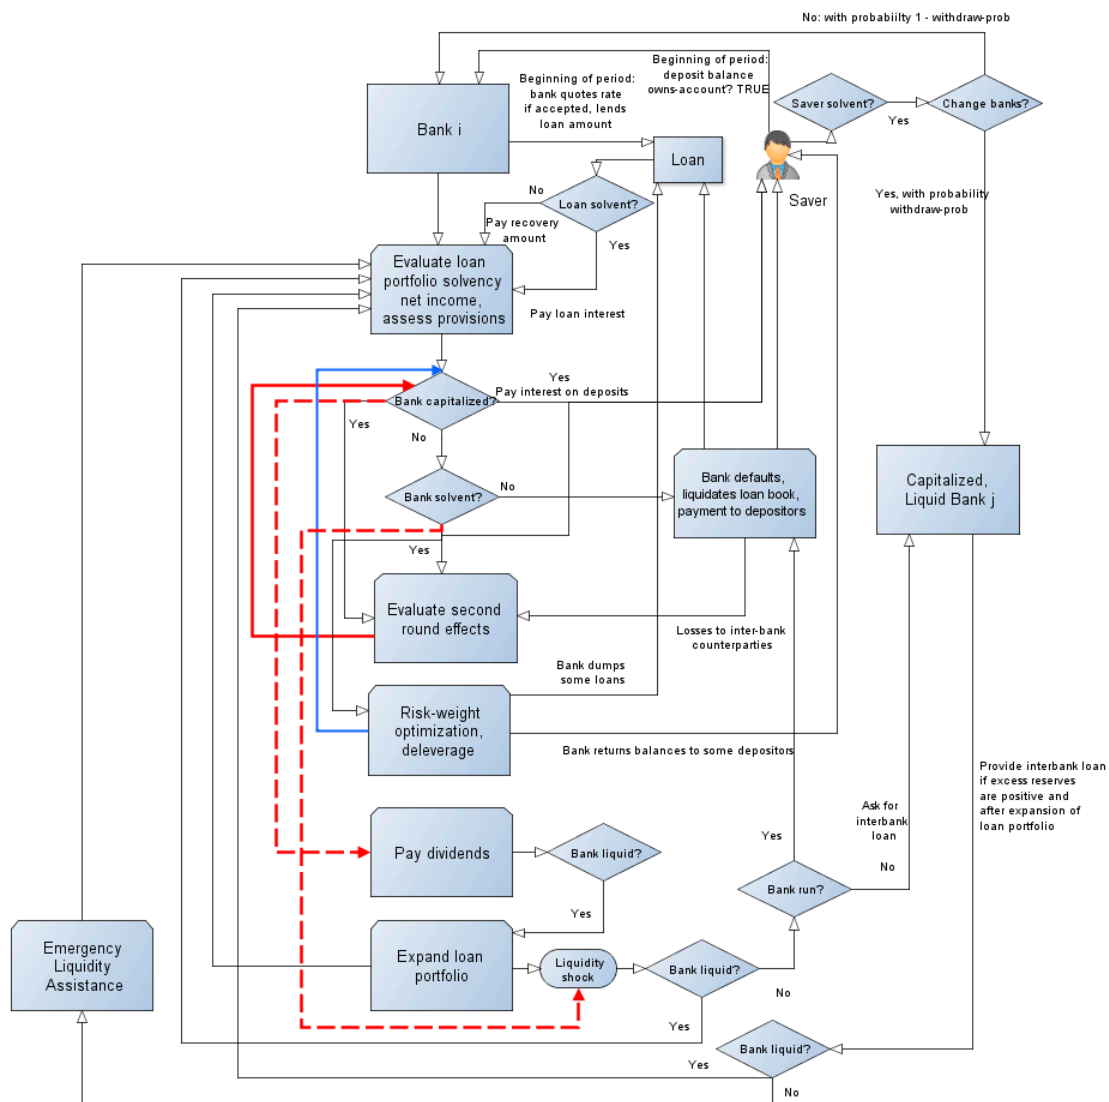 No: with probabiilty 1 - withdraw-prob
Beginning of period:
deposit balance
owns-account? TRUE
Beginning of period:
bank quotes rate
if accepted, lends
loan amount
Saver solvent?
Yes
Change banks?
Bank i
Loan
Saver
No
Loan solvent?
Pay recovery
amount
Yes
Yes, with probability
withdraw-prob
Evaluate loan
portfolio solvency
net income,
assess provisions
Pay loan interest
Yes
Pay interest on deposits
Bank capitalized?
Yes
No
Bank solvent?
No
Bank defaults,
liquidates loan book,
payment to depositors
Capitalized,
Liquid Bank j
Yes
Evaluate second
round effects
Losses to inter-bank
counterparties
Bank dumps
some loans
Risk-weight
optimization,
deleverage
Bank returns balances to some depositors
Provide interbank loan
if excess reserves
are positive and
after expansion of
loan portfolio
Ask for
interbank
loan
Yes
No
Pay dividends
Bank liquid?
Yes
Bank run?
Emergency
Liquidity
Assistance
Expand loan
portfolio
Liquidity
shock
Bank liquid?
No
Yes
Bank liquid?
Yes
No